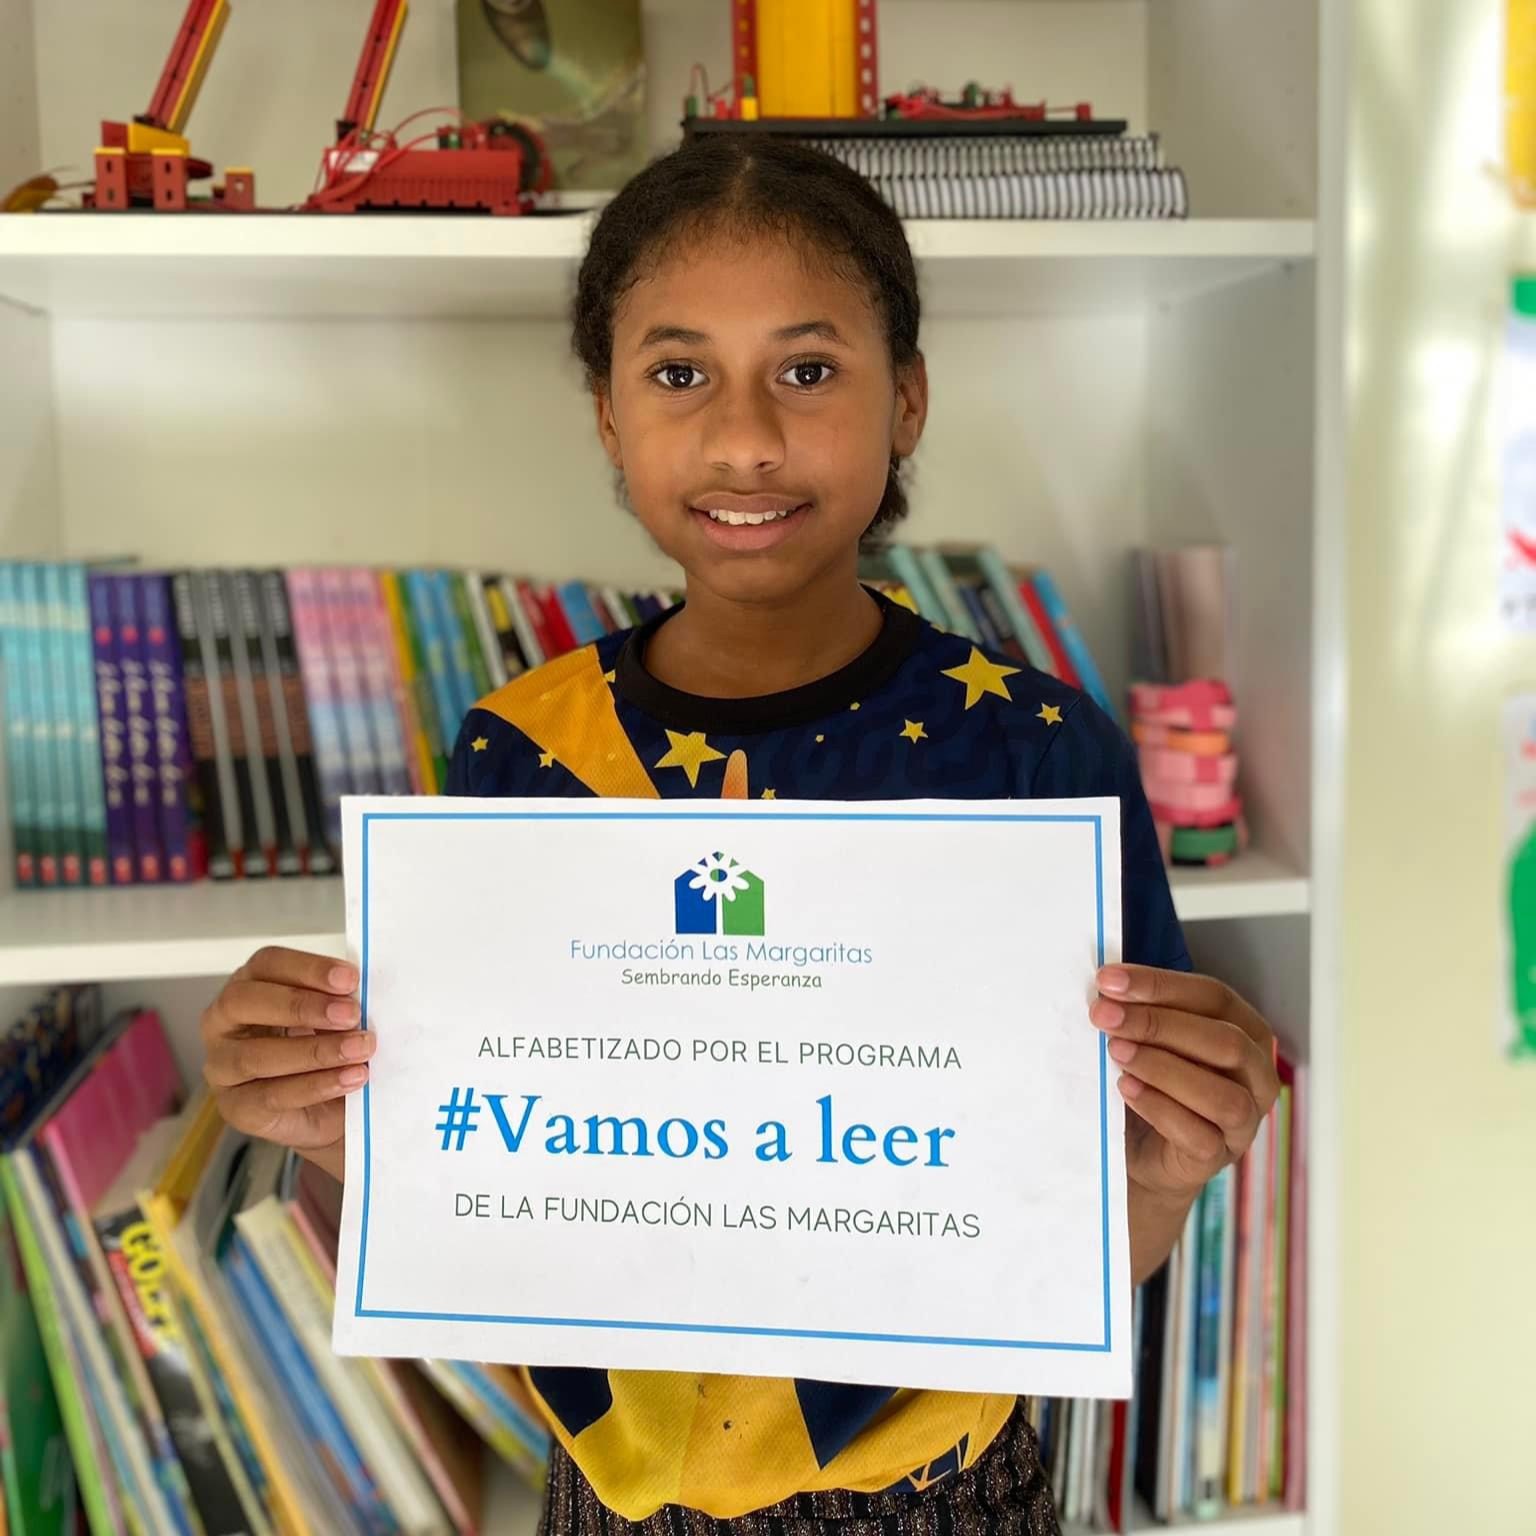 Fundación Las Margaritas
Sembrando Esperanza
ALFABETIZADO POR EL PROGRAMA
#Vamos a leer
DE LA FUNDACIÓN LAS MARGARITAS